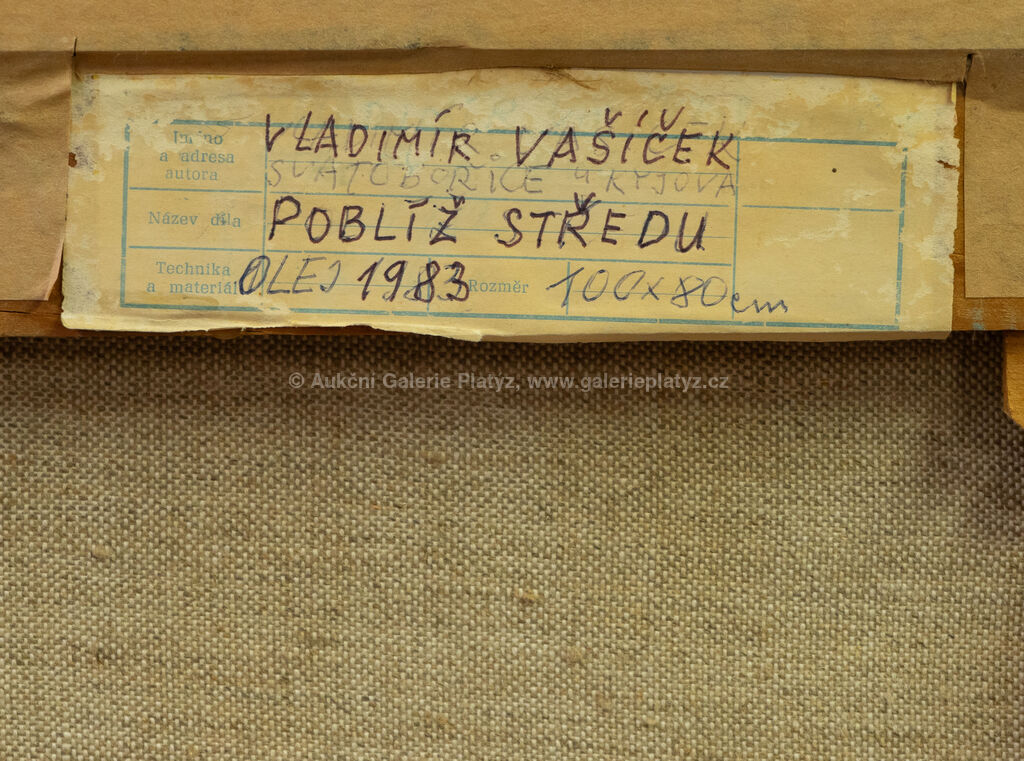 Jméno
a adresa
autora
VLADIMÍR VAŠÍČEK
SVATOBOŘICE U KYJOVA
Název díla
POBLÍŽ STŘEDU
Technika
a materiál
OLEJ 1983
Rozměr
100x80cm
© Aukční Galerie Platýz, www.galerieplatyz.cz